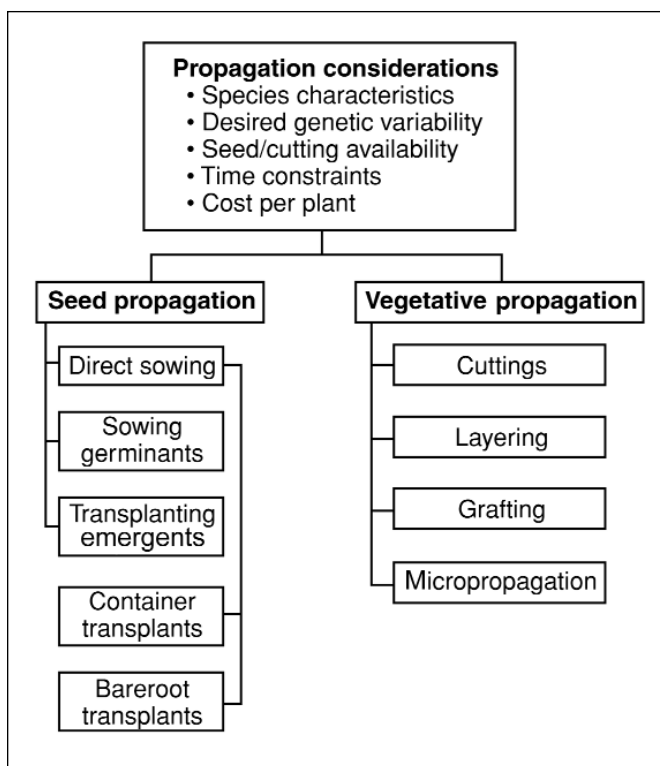 Propagation considerations
• Species characteristics
• Desired genetic variability
• Seed/cutting availability
• Time constraints
• Cost per plant
Seed propagation
Vegetative propagation
Direct sowing
Sowing
germinants
Transplanting
emergents
Container
transplants
Bareroot
transplants
Cuttings
Layering
Grafting
Micropropagation